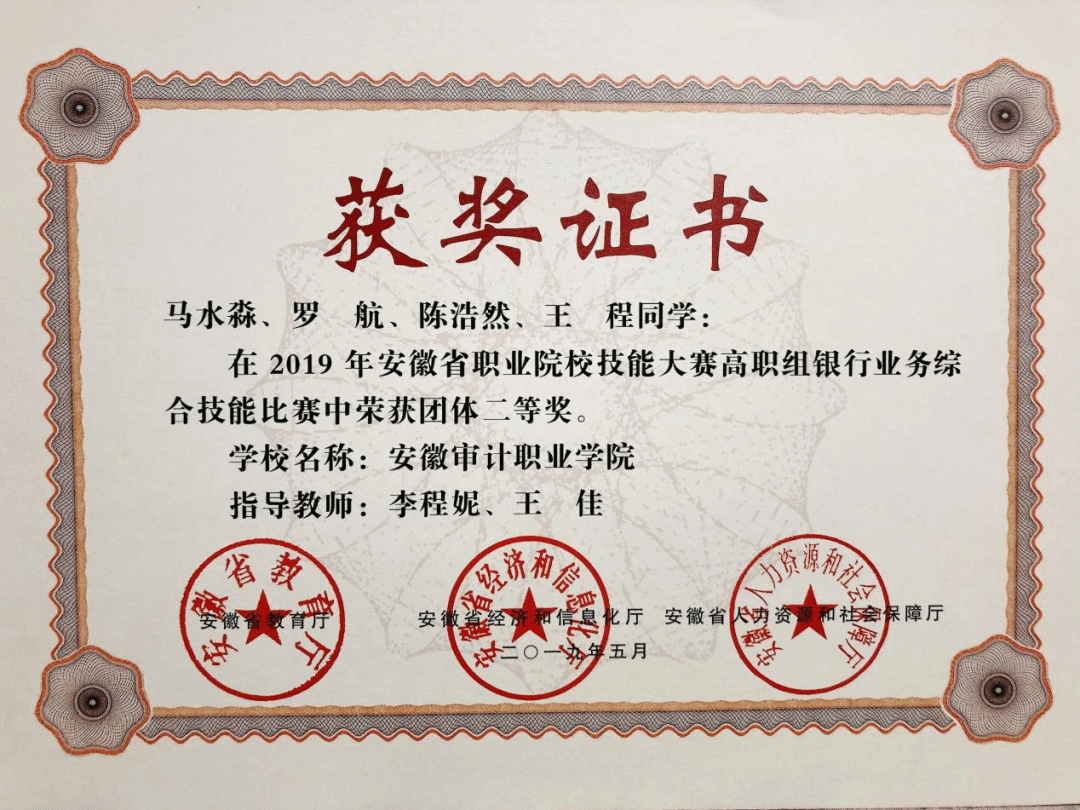 获奖证书
马水淼、罗　航、陈浩然、王　程同学：
在 2019 年安徽省职业院校技能大赛高职组银行业务综
合技能比赛中荣获团体二等奖。
学校名称：安徽审计职业学院
指导教师：李程妮、王　佳
安徽省教育厅
安徽省经济和信息化厅
安徽省人力资源和社会保障厅
安徽省教育厅　安徽省经济和信息化厅　安徽省人力资源和社会保障厅
二〇一九年五月